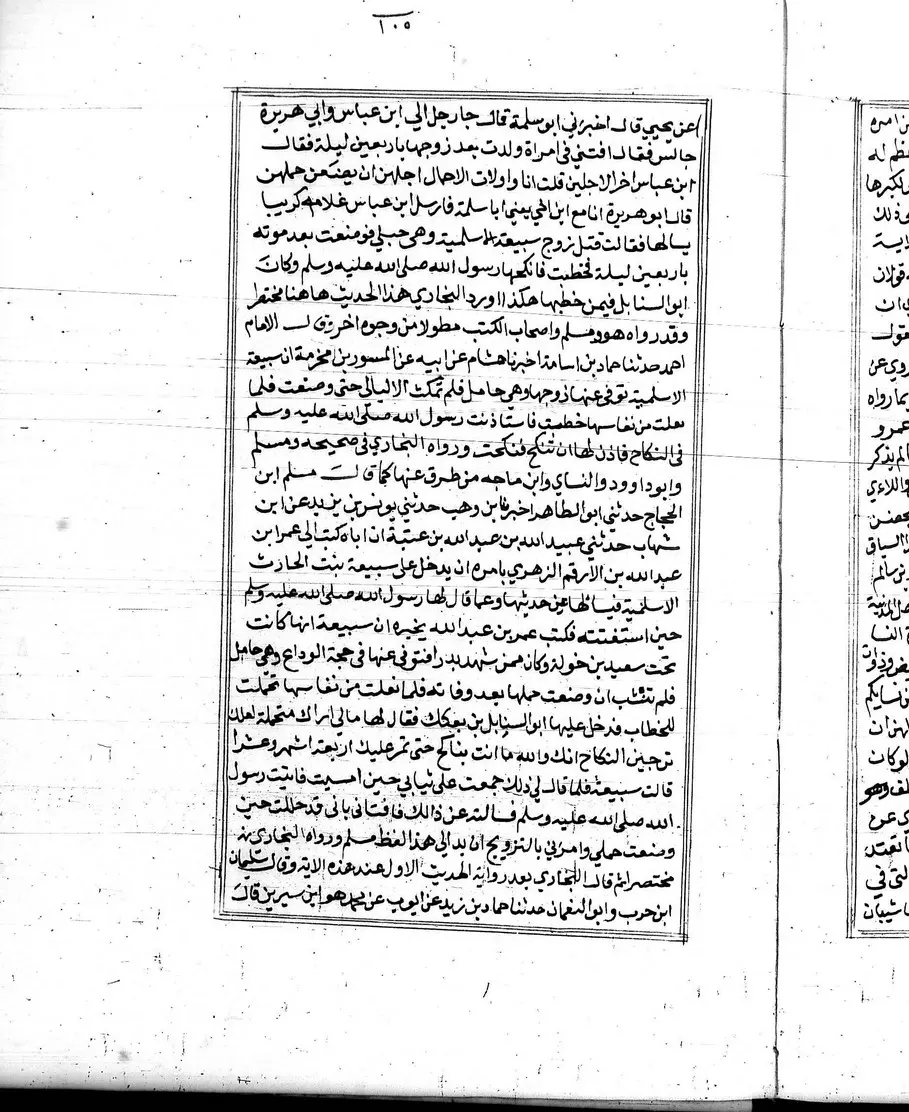 ١٠٥
عن يحيى قال اخبرني ابو سلمة قال جا رجل الي ابن عباس وابي هريرة
جالس فقال افتني في امراة ولدت بعد زوجها باربعين ليلة فقال
ابن عباس اخر الاجلين قلت انا واولات الاحمال اجلهن ان يضعن حملهن
قال ابو هريرة انا مع ابن اخي يعني ابا سلمة فارسل ابن عباس غلامه كريبا
يسالها فقالت قتل زوج سبيعة الاسلمية وهي حبلي فوضعت بعد موته
باربعين ليلة فخطبت فانكحها رسول الله صلى الله عليه وسلم وكان
ابو السنابل فيمن خطبها هكذا اورد البخاري هذا الحديث هاهنا مختصرا
وقد رواه هو ومسلم واصحاب الكتب مطولا من وجوه اخر وقال الامام
احمد حدثنا حماد بن اسامة اخبرنا هشام عن ابيه عن المسور بن مخرمة ان سبيعة
الاسلمية توفى عنها زوجها وهي حامل فلم تمكث الا ليالي حتى وضعت فلما
تعلت من نفاسها خطبت فاستاذنت رسول الله صلى الله عليه وسلم
في النكاح فاذن لها ان تنكح فنكحت ورواه البخاري في صحيحه ومسلم
وابو داوود والنساي وابن ماجه من طرق عنها كما قال مسلم ابن
الحجاج حدثني ابو الطاهر اخبرنا بن وهب حدثني يونس بن يزيد عن ابن
شهاب حدثني عبيد الله بن عبد الله بن عتبة ان اباه كتب الي عمر ابن
عبد الله بن الارقم الزهري يامره ان يدخل على سبيعة بنت الحارث
الاسلمية فيسالها عن حديثها وعما قال لها رسول الله صلى الله عليه وسلم
حين استفتته فكتب عمر بن عبد الله يخبره ان سبيعة انها كانت
تحت سعيد بن خولة وكان ممن شهد بدرا فتوفي عنها في حجة الوداع وهي حامل
فلم تنشب ان وضعت حملها بعد وفاته فلما تعلت من نفاسها تجملت
للخطاب فدخل عليها ابو السنابل بن بعكك فقال لها مالي اراك متجملة لعلك
ترجين النكاح انك والله ما انت بناكح حتى تمر عليك اربعة اشهر وعشرا
قالت سبيعة فلما قال لي ذلك جمعت على ثيابي حين امسيت فاتيت رسول
الله صلى الله عليه وسلم فسالته عن ذالك فافتاني باني قد حللت حين
وضعت حملي وامرني بالتزويج ان بدا لي هذا لفظ مسلم ورواه البخاري
مختصرا ثم قال البخاري بعد رواية الحديث الاول عند هذه الاية وقال سليمان
ابن حرب وابو النعمان حدثنا حماد بن زيد عن ايوب عن محمد هو ابن سيرين قال